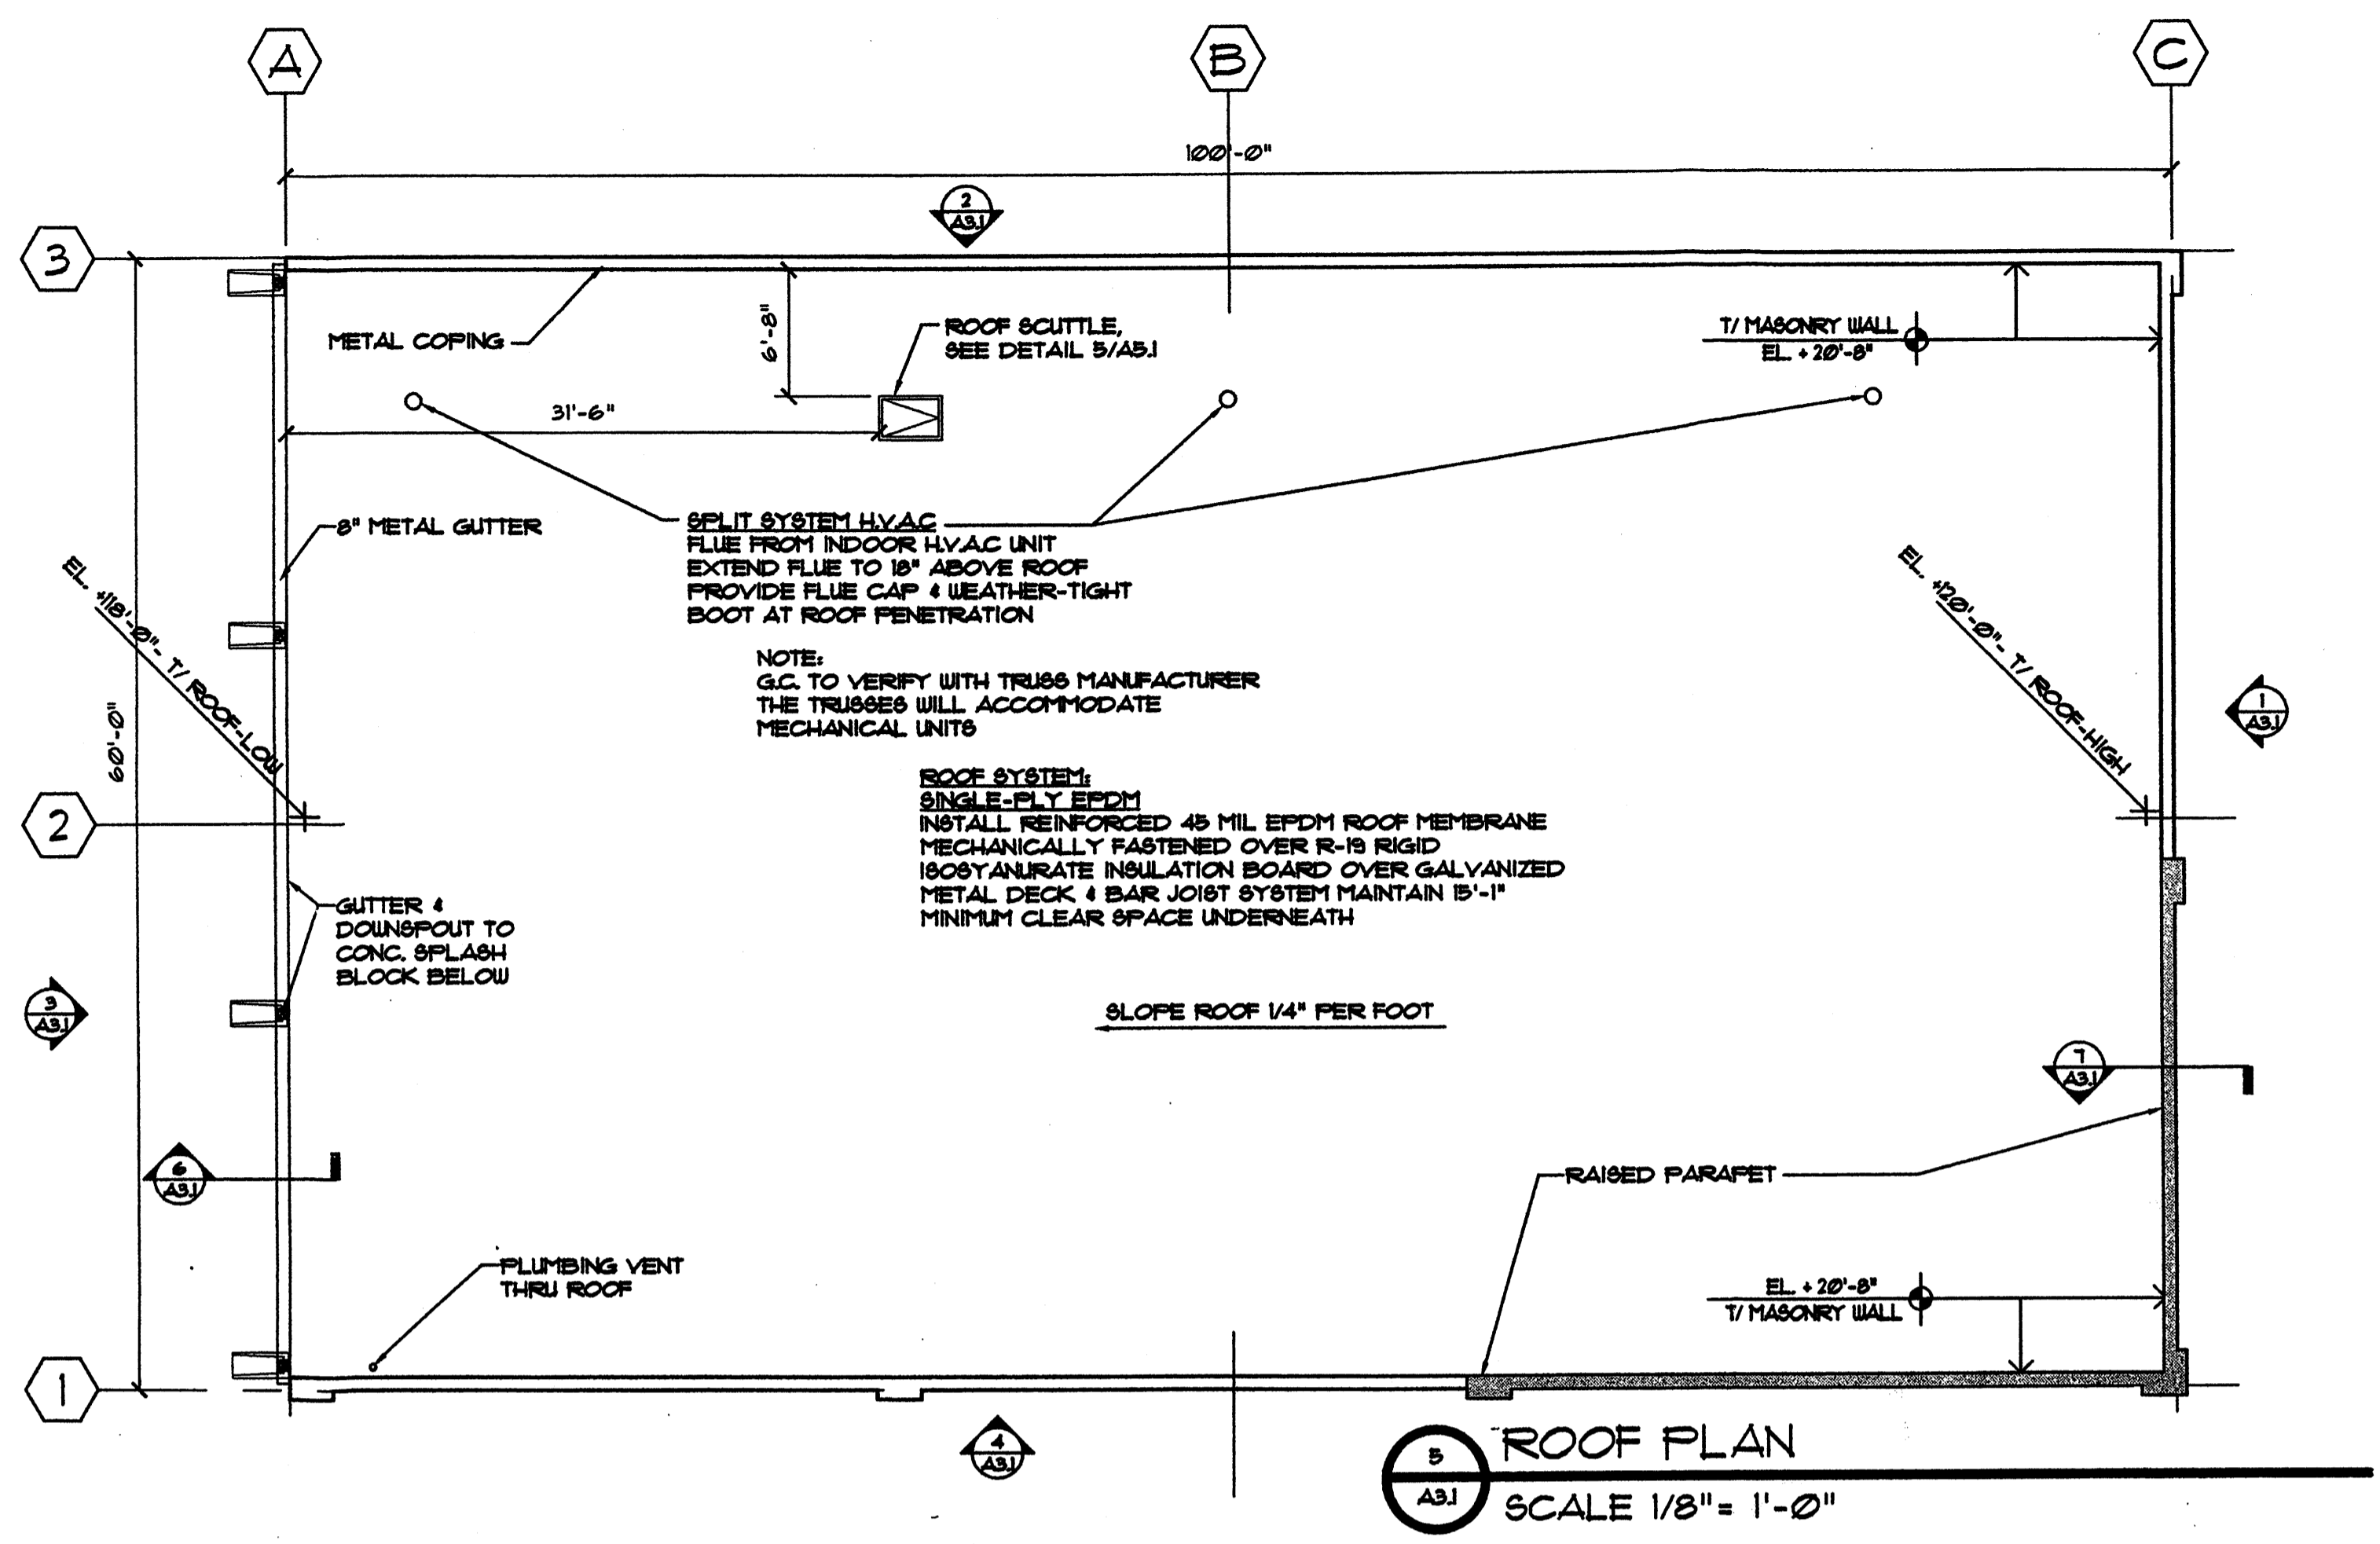 A
B
C
100'-0"
2
A3.1
3
METAL COPING
6'-8"
ROOF SCUTTLE,
SEE DETAIL 5/A5.1
T/ MASONRY WALL
EL. + 20'-8"
31'-6"
8" METAL GUTTER
SPLIT SYSTEM H.V.A.C
FLUE FROM INDOOR H.V.A.C UNIT
EXTEND FLUE TO 18" ABOVE ROOF
PROVIDE FLUE CAP & WEATHER-TIGHT
BOOT AT ROOF PENETRATION
EL. +118'-0"- T/ ROOF-LOW
EL. +120'-0"- T/ ROOF-HIGH
60'-0"
NOTE:
G.C. TO VERIFY WITH TRUSS MANUFACTURER
THE TRUSSES WILL ACCOMMODATE
MECHANICAL UNITS
1
A3.1
ROOF SYSTEM:
SINGLE-PLY EPDM
INSTALL REINFORCED 45 MIL EPDM ROOF MEMBRANE
MECHANICALLY FASTENED OVER R-19 RIGID
ISOSYANURATE INSULATION BOARD OVER GALVANIZED
METAL DECK & BAR JOIST SYSTEM MAINTAIN 15'-1"
MINIMUM CLEAR SPACE UNDERNEATH
2
GUTTER &
DOWNSPOUT TO
CONC. SPLASH
BLOCK BELOW
3
A3.1
SLOPE ROOF 1/4" PER FOOT
7
A3.1
6
A3.1
RAISED PARAPET
PLUMBING VENT
THRU ROOF
EL. + 20'-8"
T/ MASONRY WALL
1
4
A3.1
5
A3.1
ROOF PLAN
SCALE 1/8"= 1'-0"